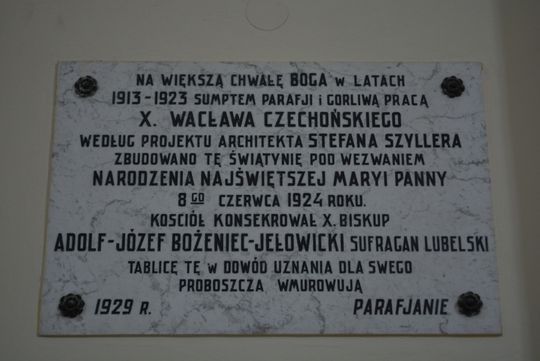 NA WIĘKSZĄ CHWAŁĘ BOGA W LATACH
1913-1923 SUMPTEM PARAFJI I GORLIWĄ PRACĄ
X. WACŁAWA CZECHOŃSKIEGO
WEDŁUG PROJEKTU ARCHITEKTA STEFANA SZYLLERA
ZBUDOWANO TĘ ŚWIĄTYNIĘ POD WEZWANIEM
NARODZENIA NAJŚWIĘTSZEJ MARYI PANNY
8 GO CZERWCA 1924 ROKU.
KOŚCIÓŁ KONSEKROWAŁ X. BISKUP
ADOLF-JÓZEF BOŻENIEC-JEŁOWICKI SUFRAGAN LUBELSKI
TABLICĘ TĘ W DOWÓD UZNANIA DLA SWEGO
PROBOSZCZA WMUROWUJĄ
1929 R. PARAFJANIE